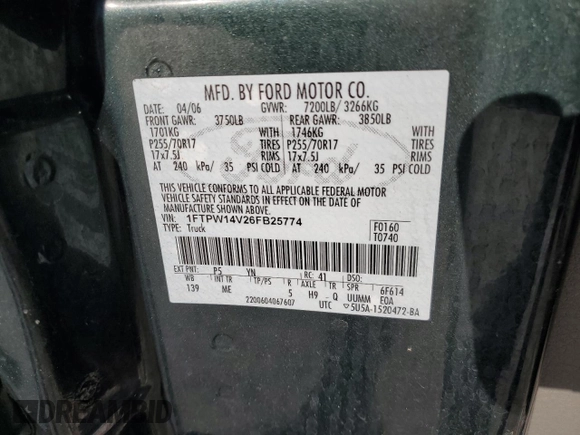 MFD. BY FORD MOTOR CO.
DATE: 04/06 GVWR: 7200LB/ 3266KG
FRONT GAWR: 3750LB REAR GAWR: 3850LB
1701KG WITH 1746KG WITH
P255/70R17 TIRES P255/70R17 TIRES
17x7.5J RIMS 17x7.5J RIMS
AT 240 kPa/ 35 PSI COLD AT 240 kPa/ 35 PSI COLD
THIS VEHICLE CONFORMS TO ALL APPLICABLE FEDERAL MOTOR
VEHICLE SAFETY STANDARDS IN EFFECT ON THE DATE OF
MANUFACTURE SHOWN ABOVE.
VIN: 1FTPW14V26FB25774 F0160
TYPE: Truck T0740
EXT PNT: P5 YN RC: 41 DSO:
WB INT TR TP/PS R AXLE TR SPR 6F614
139 ME 5 H9 Q UUMM E0A
2200604067607 UTC ▽5U5A-1520472-BA
Ford
DREAMBID